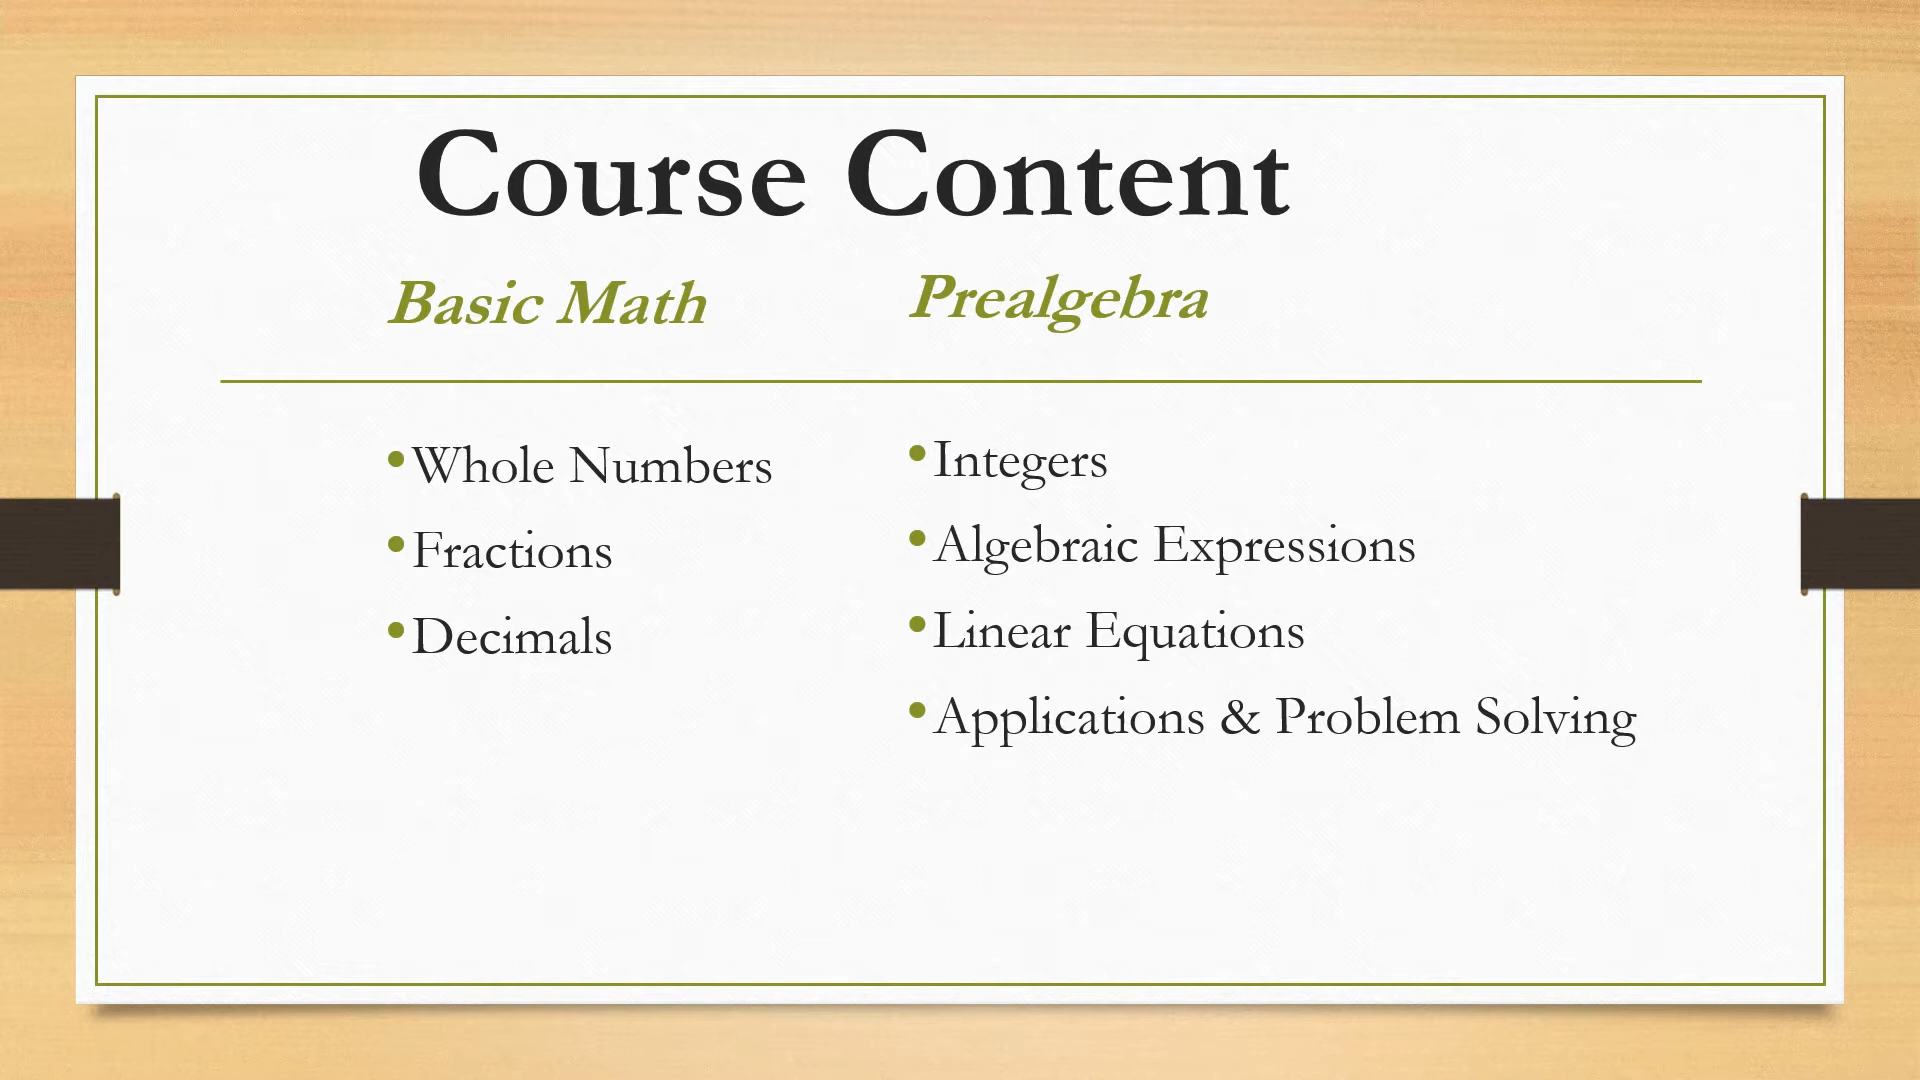 Course Content
Basic Math
Whole Numbers
Fractions
Decimals
Prealgebra
Integers
Algebraic Expressions
Linear Equations
Applications & Problem Solving